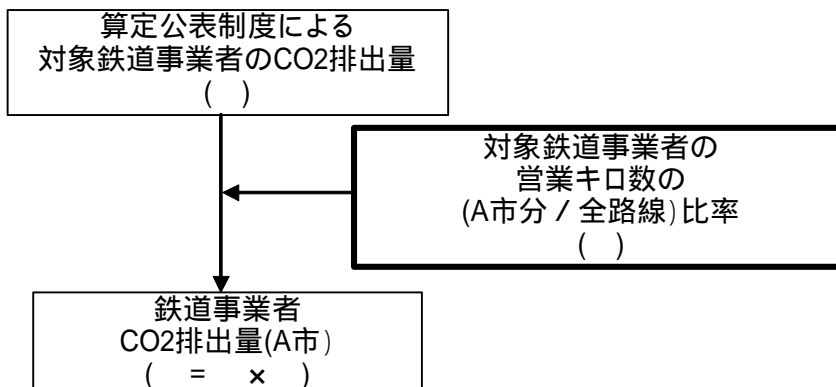 算定公表制度による
対象鉄道事業者のCO2排出量
(　)
対象鉄道事業者の
営業キロ数の
(A市分 / 全路線)比率
(　)
鉄道事業者
CO2排出量(A市)
(　=　×　)